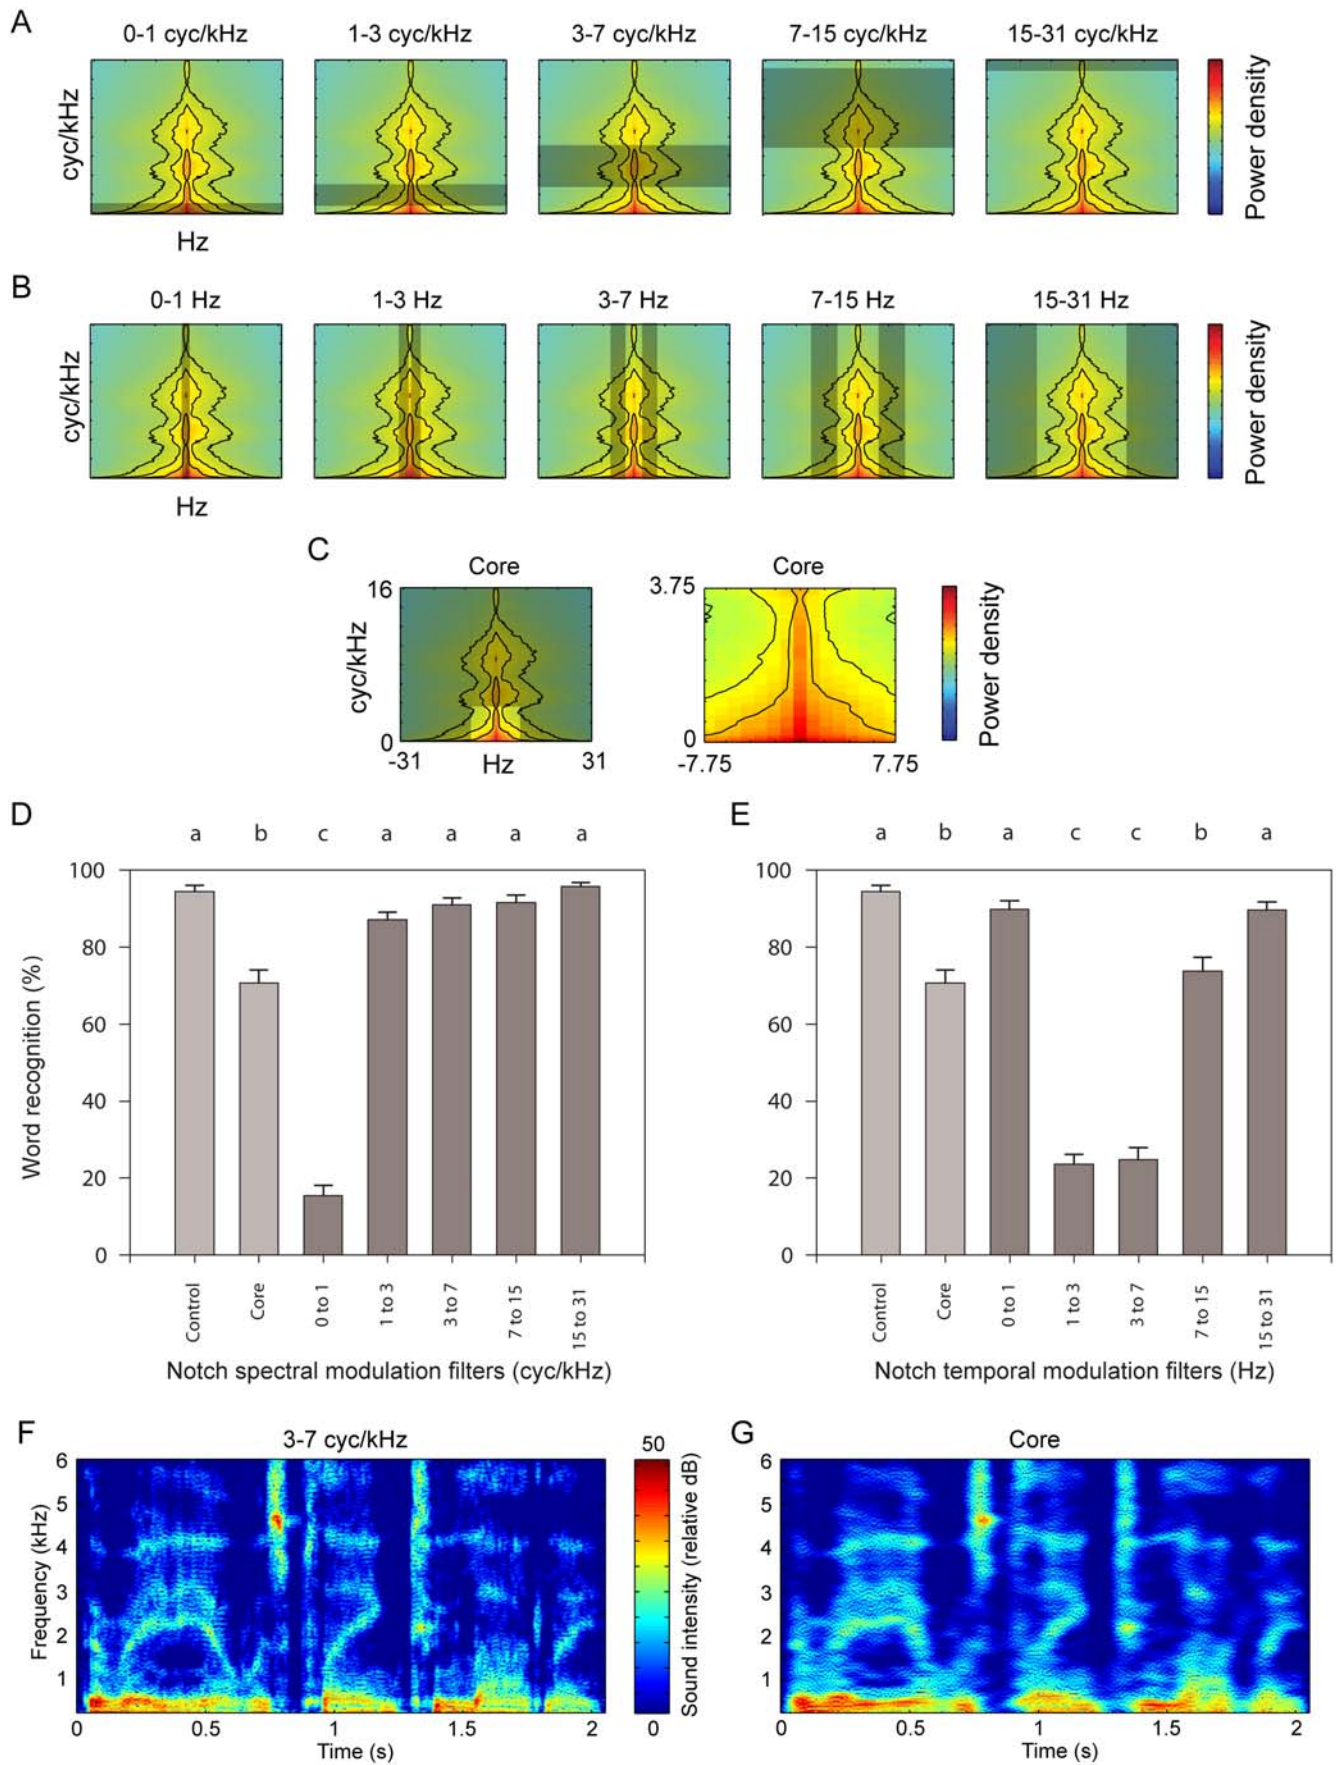 A
0-1 cyc/kHz 1-3 cyc/kHz 3-7 cyc/kHz 7-15 cyc/kHz 15-31 cyc/kHz
cyc/kHz
Hz
Power density
B
0-1 Hz 1-3 Hz 3-7 Hz 7-15 Hz 15-31 Hz
cyc/kHz
Hz
Power density
C
Core
16
cyc/kHz
0
-31 Hz 31
Core
3.75
0
-7.75 7.75
Power density
D
a b c a a a a
100
80
60
40
20
0
Word recognition (%)
Control Core 0 to 1 1 to 3 3 to 7 7 to 15 15 to 31
Notch spectral modulation filters (cyc/kHz)
E
a b a c c b a
100
80
60
40
20
0
Control Core 0 to 1 1 to 3 3 to 7 7 to 15 15 to 31
Notch temporal modulation filters (Hz)
F
3-7 cyc/kHz
6
5
4
3
2
1
Frequency (kHz)
0 0.5 1 1.5 2
Time (s)
50
0
Sound intensity (relative dB)
G
Core
6
5
4
3
2
1
0 0.5 1 1.5 2
Time (s)